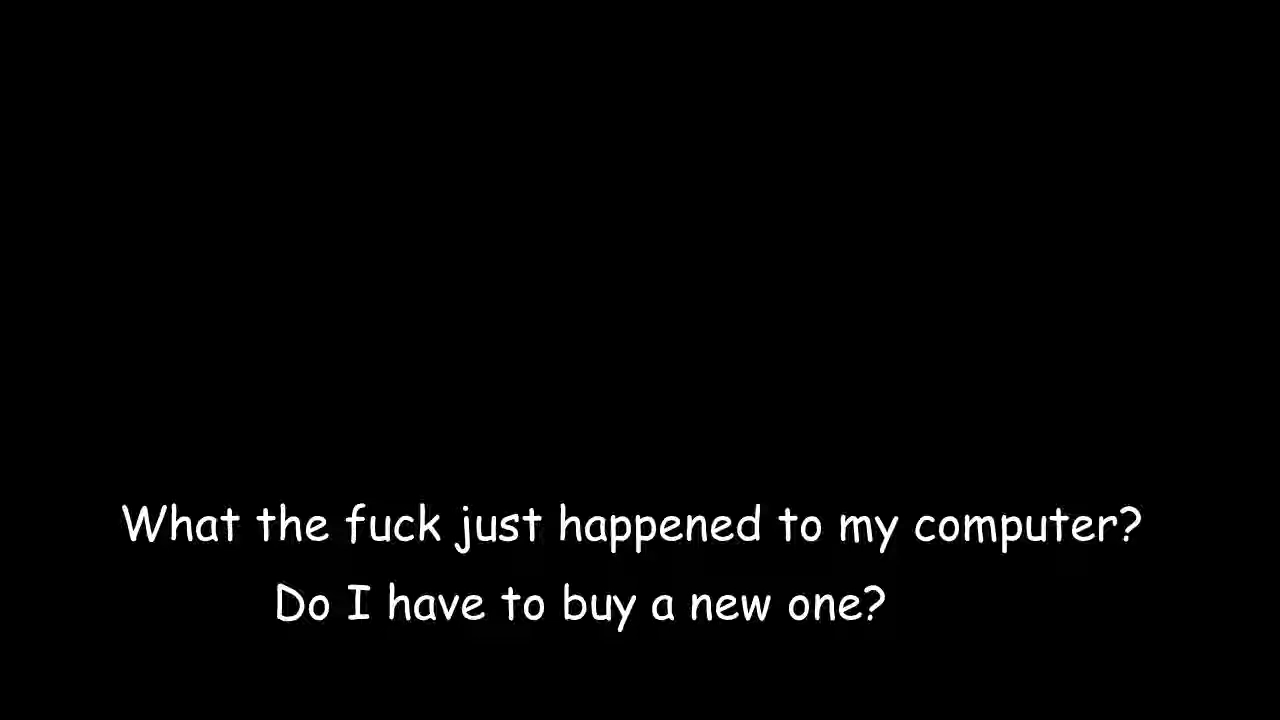 What the fuck just happened to my computer?
Do I have to buy a new one?